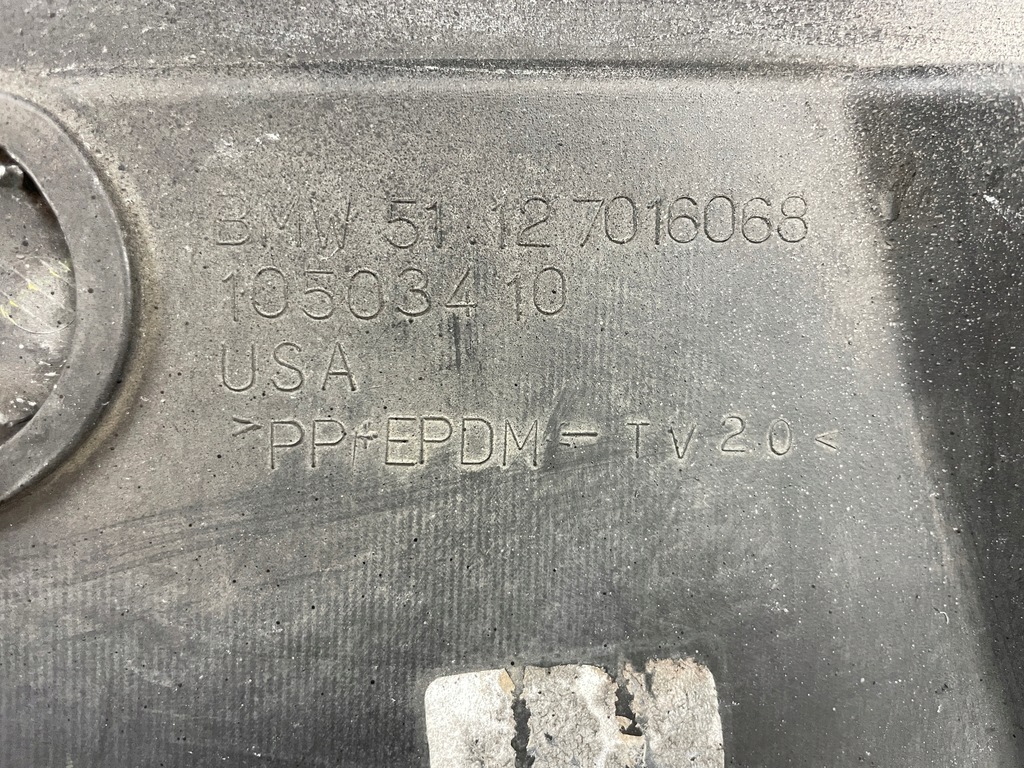 BMW 51.12 7016068
10503410
USA
>PP+EPDM-TV20<